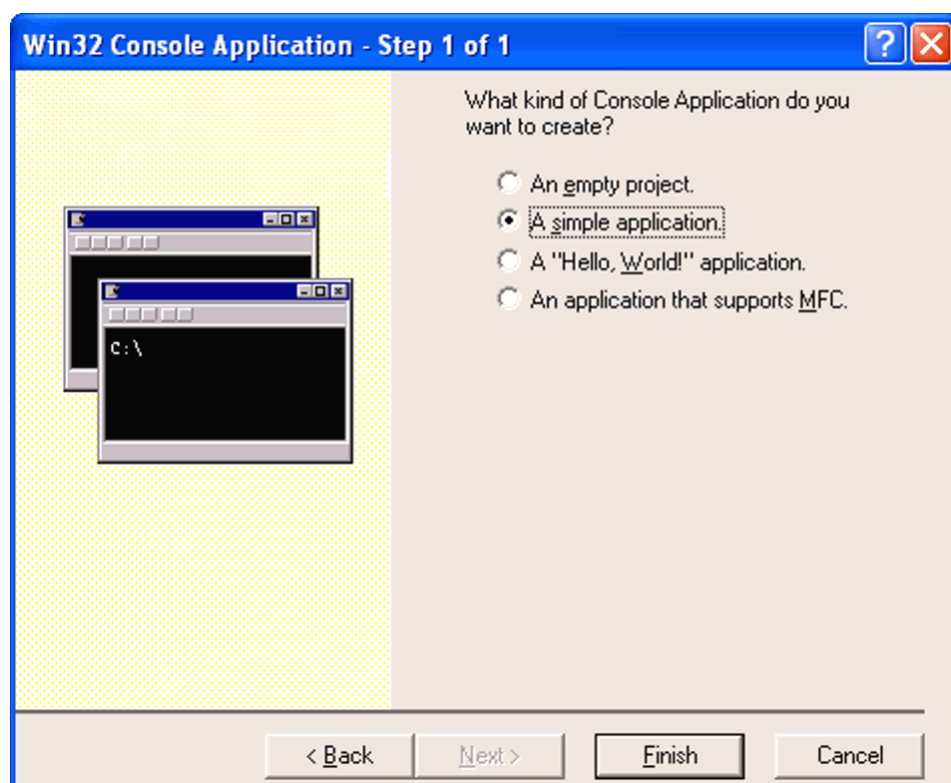 Win32 Console Application - Step 1 of 1
What kind of Console Application do you
want to create?
An empty project.
A simple application.
A "Hello, World!" application.
An application that supports MFC.
C:\
< Back
Next >
Finish
Cancel